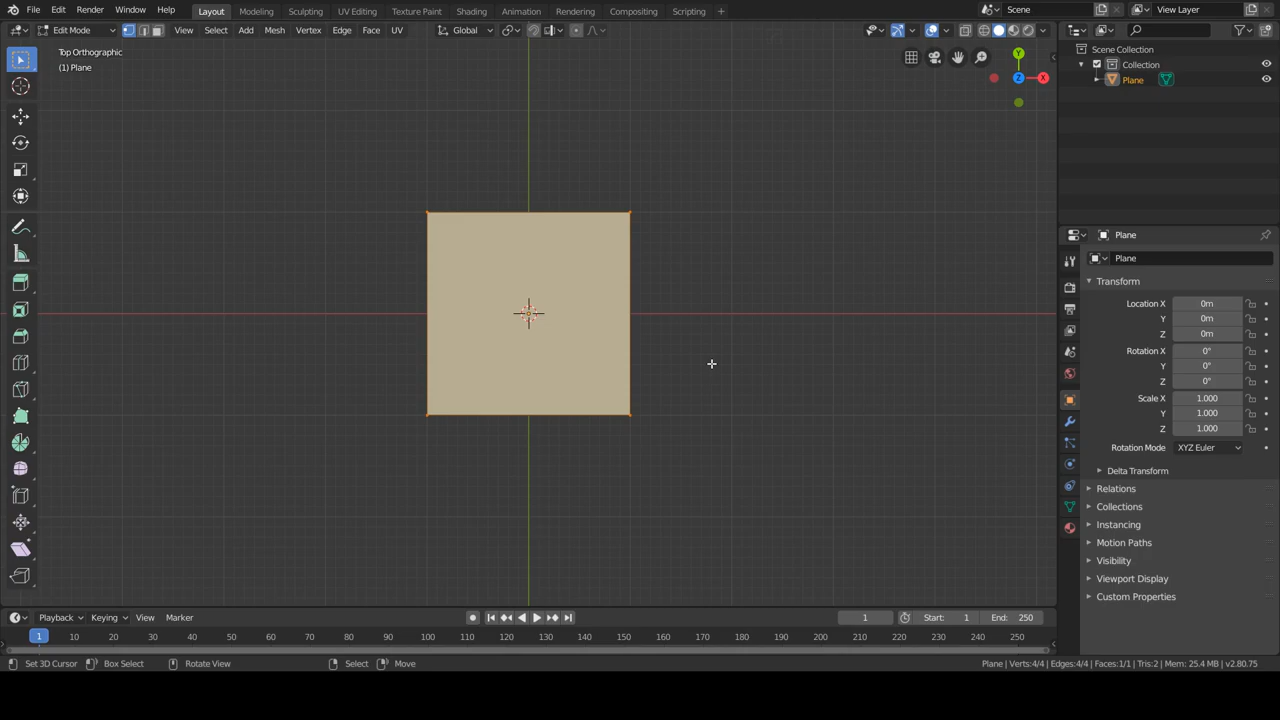 File Edit Render Window Help Layout Modeling Sculpting UV Editing Texture Paint Shading Animation Rendering Compositing Scripting + Scene View Layer
Edit Mode View Select Add Mesh Vertex Edge Face UV Global
Top Orthographic
(1) Plane
Y
Z
X
Scene Collection
Collection
Plane
Plane
Plane
Transform
Location X 0m
Y 0m
Z 0m
Rotation X 0°
Y 0°
Z 0°
Scale X 1.000
Y 1.000
Z 1.000
Rotation Mode XYZ Euler
Delta Transform
Relations
Collections
Instancing
Motion Paths
Visibility
Viewport Display
Custom Properties
Playback Keying View Marker 1 Start: 1 End: 250
1 10 20 30 40 50 60 70 80 90 100 110 120 130 140 150 160 170 180 190 200 210 220 230 240 250
Set 3D Cursor Box Select Rotate View Select Move Plane | Verts:4/4 | Edges:4/4 | Faces:1/1 | Tris:2 | Mem: 25.4 MB | v2.80.75